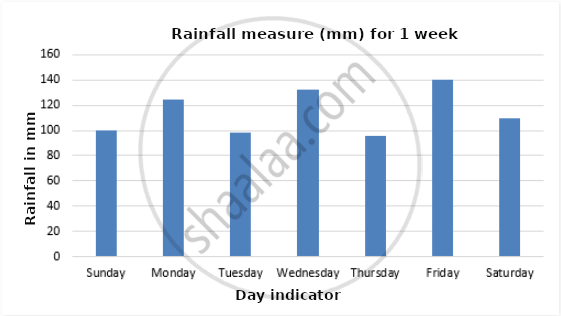 Rainfall measure (mm) for 1 week
160
140
120
100
80
60
40
20
0
Rainfall in mm
Sunday Monday Tuesday Wednesday Thursday Friday Saturday
Day indicator
shaalaa.com